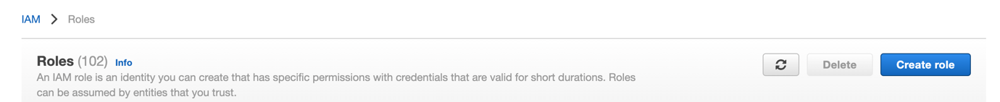 IAM > Roles
Roles (102) Info
An IAM role is an identity you can create that has specific permissions with credentials that are valid for short durations. Roles
can be assumed by entities that you trust.
Delete
Create role